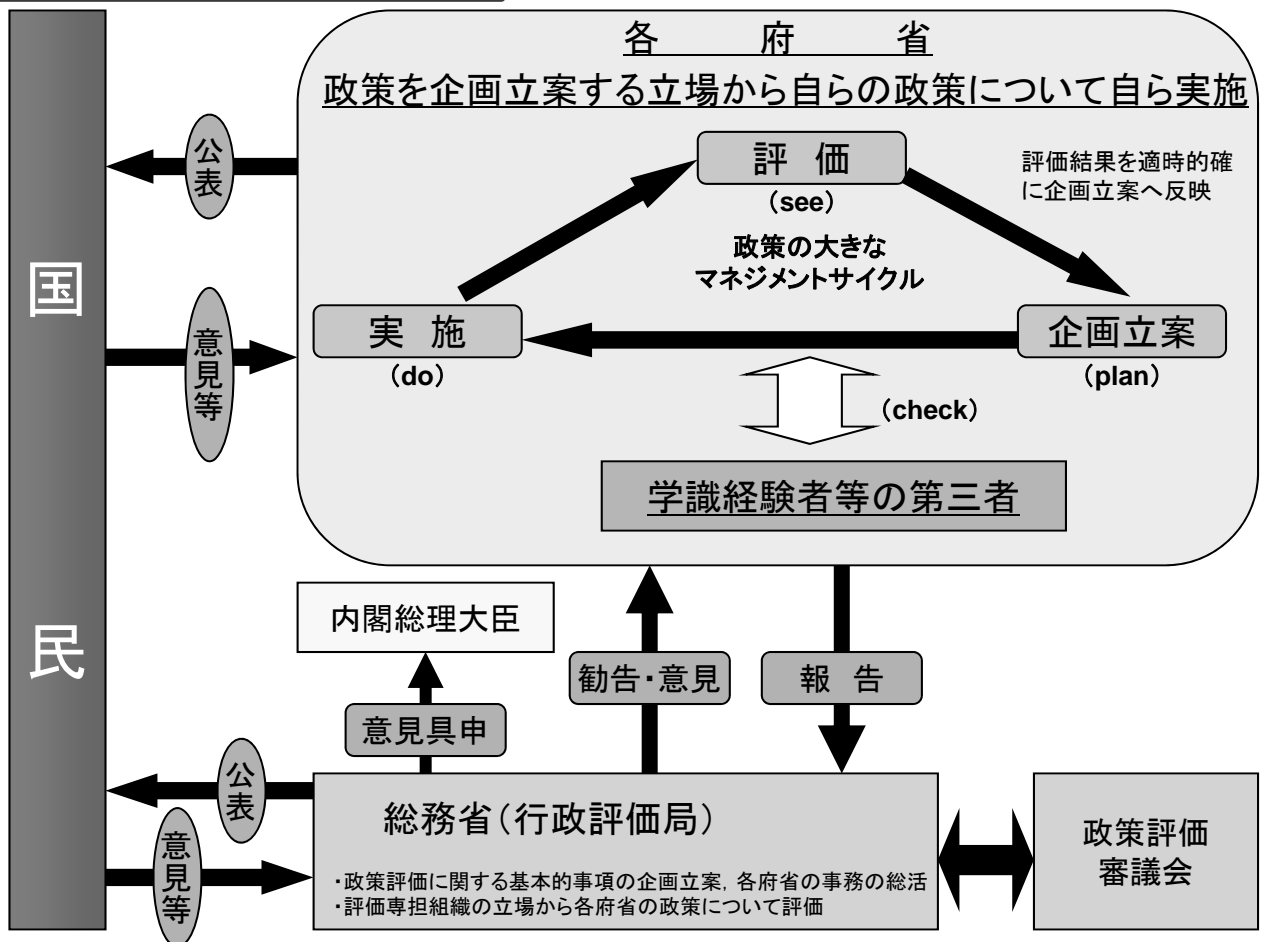 各府省
政策を企画立案する立場から自らの政策について自ら実施
公表
評価
(see)
評価結果を適時的確
に企画立案へ反映
政策の大きな
マネジメントサイクル
国民
意見等
実施
(do)
企画立案
(plan)
(check)
学識経験者等の第三者
内閣総理大臣
勧告・意見
報告
意見具申
公表
意見等
総務省(行政評価局)
・政策評価に関する基本的事項の企画立案，各府省の事務の総活
・評価専担組織の立場から各府省の政策について評価
政策評価
審議会